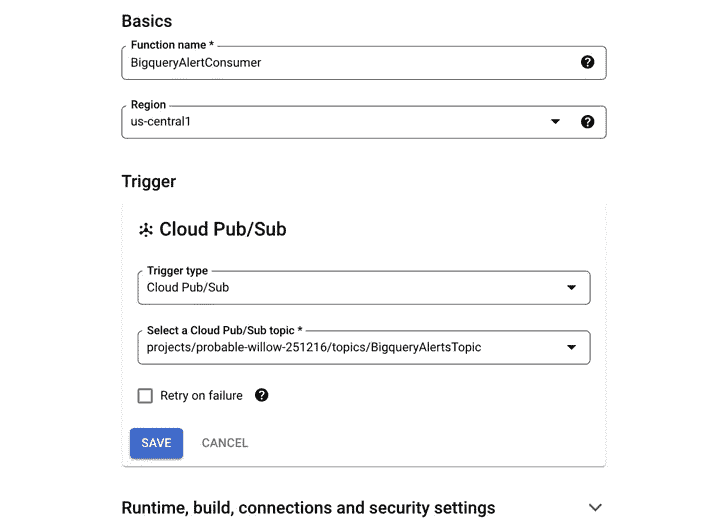 Basics
Function name *
BigqueryAlertConsumer
Region
us-central1
Trigger
Cloud Pub/Sub
Trigger type
Cloud Pub/Sub
Select a Cloud Pub/Sub topic *
projects/probable-willow-251216/topics/BigqueryAlertsTopic
Retry on failure
SAVE CANCEL
Runtime, build, connections and security settings